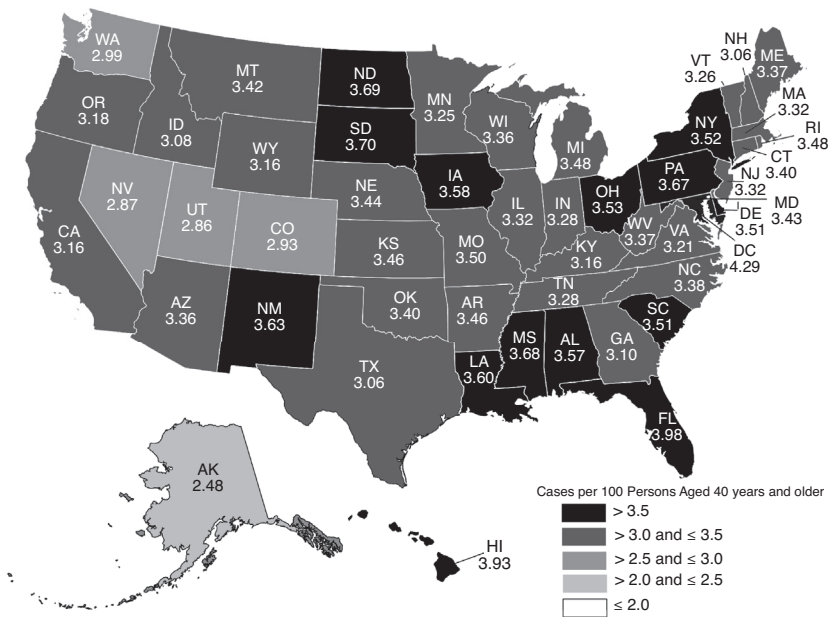 WA
2.99
OR
3.18
CA
3.16
NV
2.87
ID
3.08
MT
3.42
WY
3.16
UT
2.86
CO
2.93
AZ
3.36
NM
3.63
ND
3.69
SD
3.70
NE
3.44
KS
3.46
OK
3.40
TX
3.06
MN
3.25
IA
3.58
MO
3.50
AR
3.46
LA
3.60
WI
3.36
IL
3.32
MI
3.48
IN
3.28
OH
3.53
KY
3.16
TN
3.28
MS
3.68
AL
3.57
GA
3.10
FL
3.98
SC
3.51
NC
3.38
VA
3.21
WV
3.37
PA
3.67
NY
3.52
VT
3.26
NH
3.06
ME
3.37
MA
3.32
RI
3.48
CT
3.40
NJ
3.32
MD
3.43
DE
3.51
DC
4.29
AK
2.48
HI
3.93
Cases per 100 Persons Aged 40 years and older
> 3.5
> 3.0 and ≤ 3.5
> 2.5 and ≤ 3.0
> 2.0 and ≤ 2.5
≤ 2.0